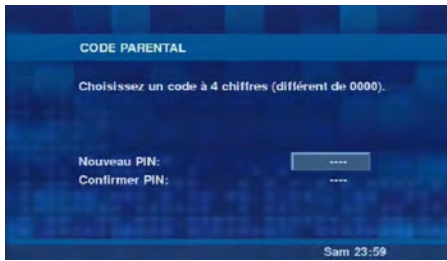 CODE PARENTAL
Choisissez un code à 4 chiffres (différent de 0000).
Nouveau PIN: ----
Confirmer PIN: ----
Sam 23:59